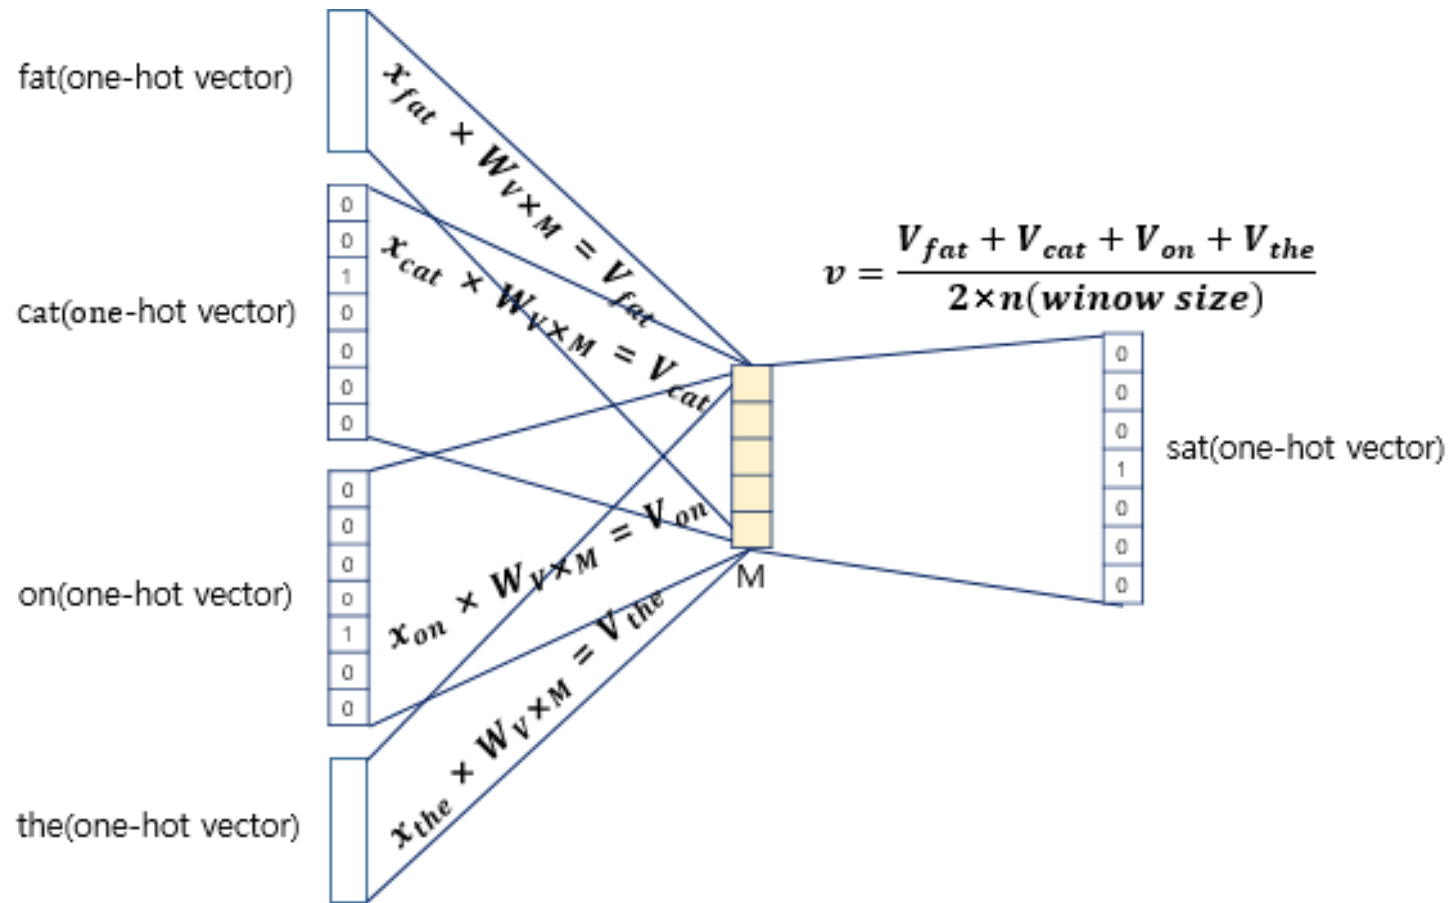 fat(one-hot vector)
x_fat × W_V×M = V_fat
0
0
1
0
0
0
0
cat(one-hot vector)
x_cat × W_V×M = V_cat
v = (V_fat + V_cat + V_on + V_the) / (2×n(winow size))
0
0
0
0
1
0
0
on(one-hot vector)
x_on × W_V×M = V_on
M
0
0
0
1
0
0
0
sat(one-hot vector)
the(one-hot vector)
x_the × W_V×M = V_the